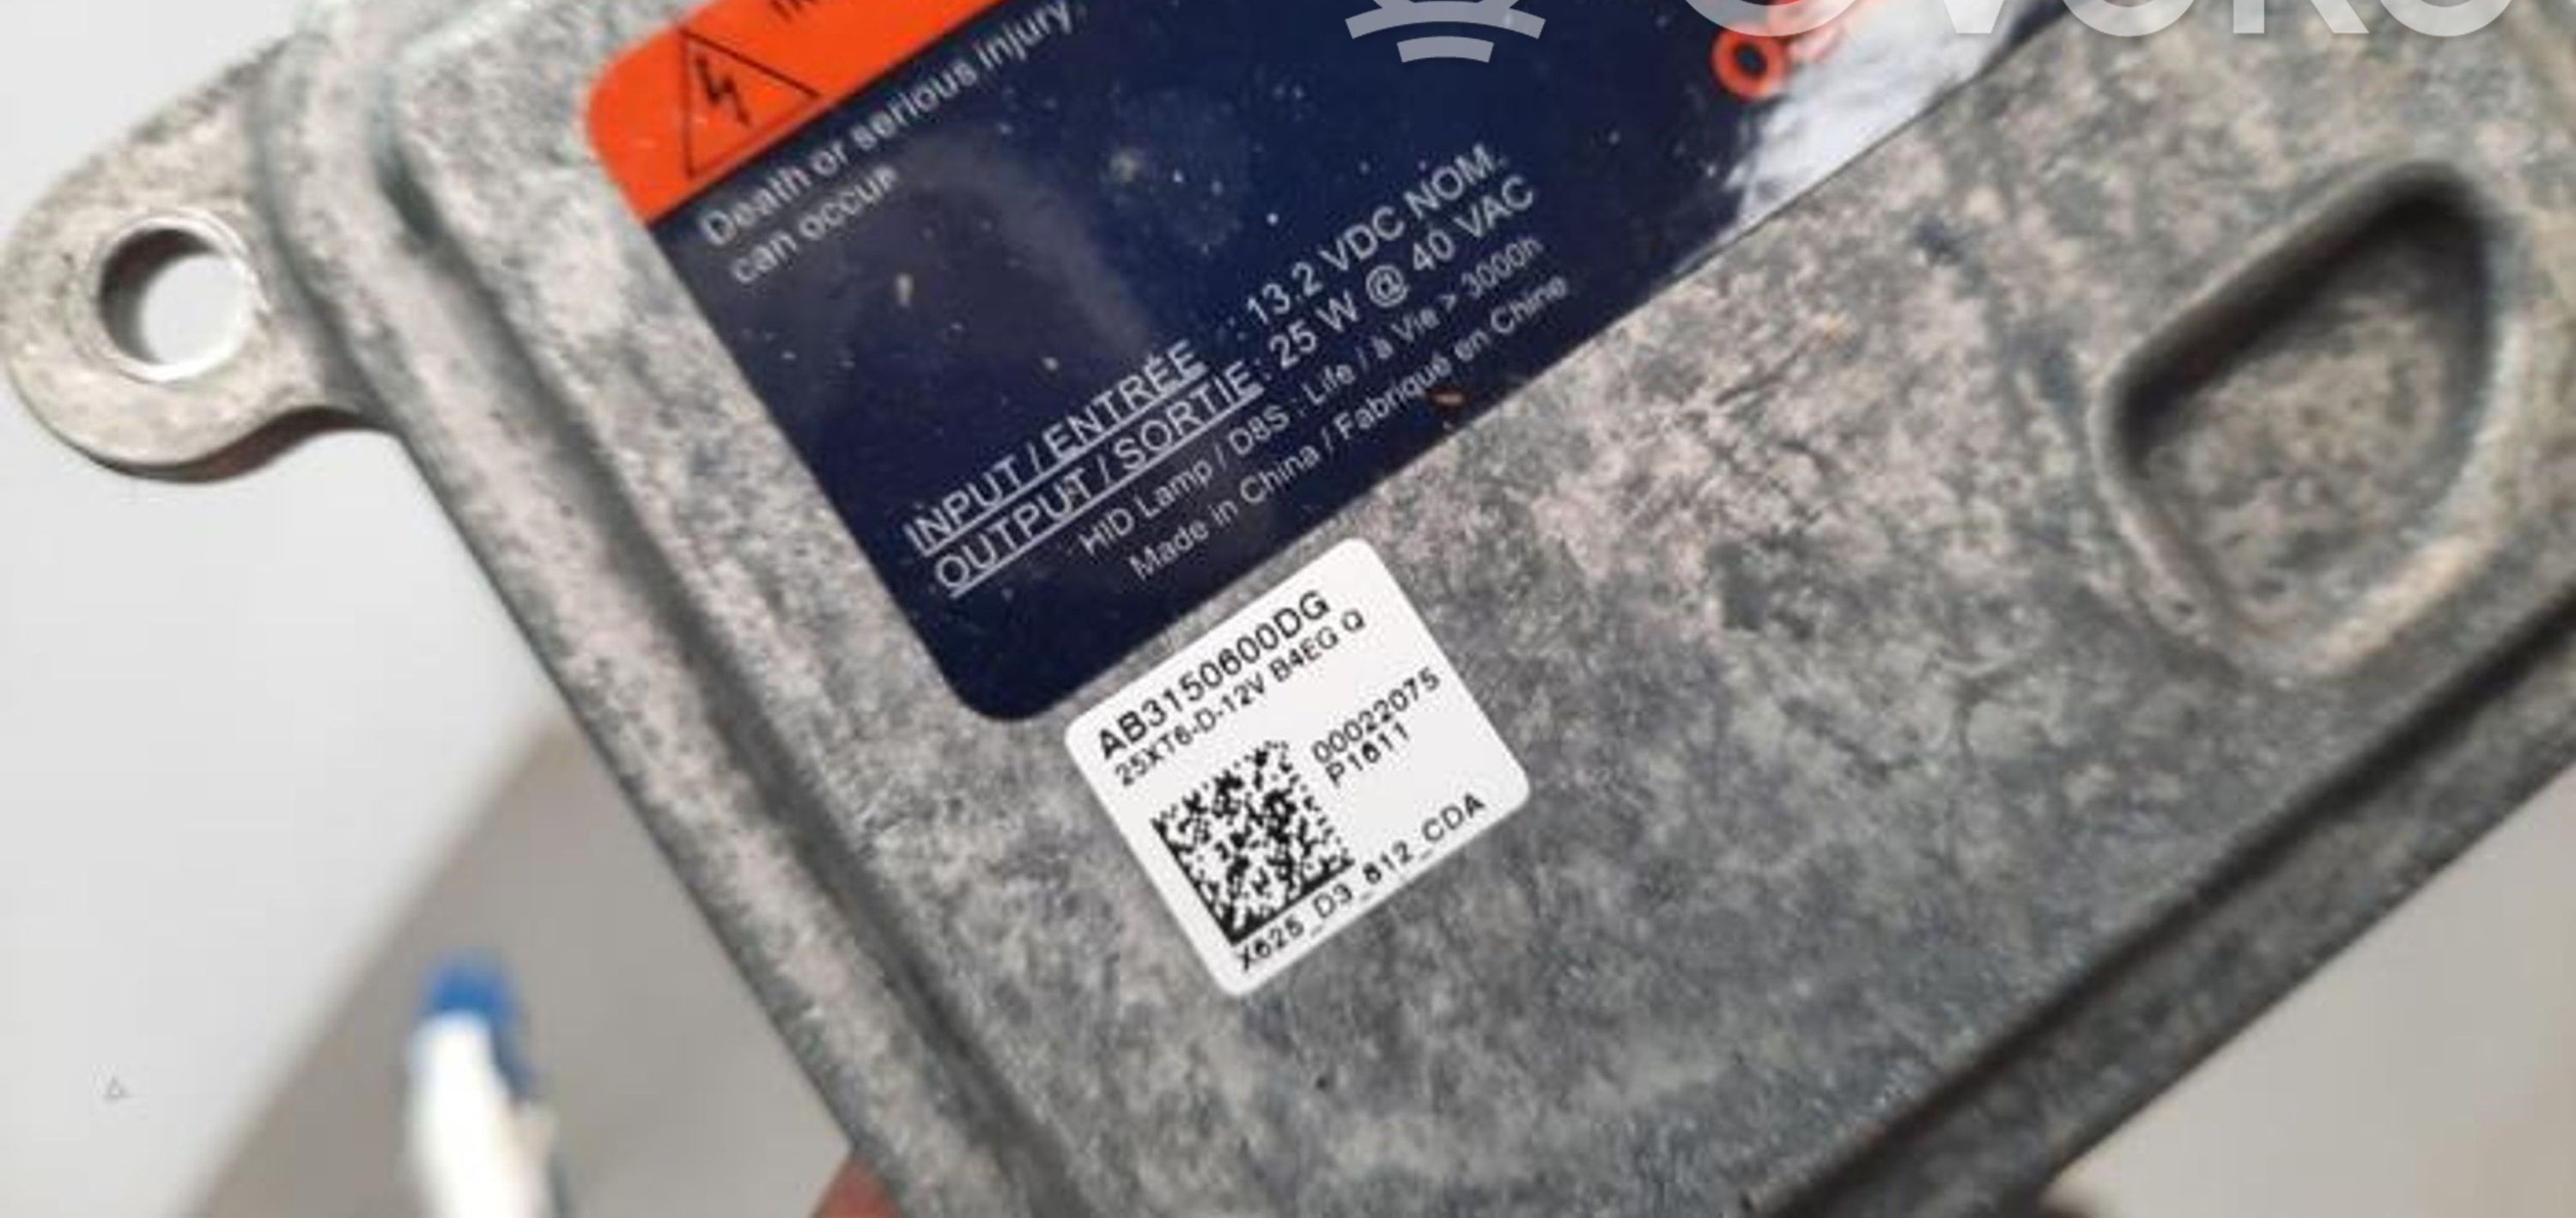 Death or serious injury,
can occur
INPUT / ENTRÉE : 13.2 VDC NOM.
OUTPUT / SORTIE: 25 W @ 40 VAC
HID Lamp / D8S . Life / à Vie > 3000h
Made in China / Fabriqué en Chine
AB3150600DG
25XT6-D-12V B4EG Q
00022075
P1611
X625_D3_812_CDA